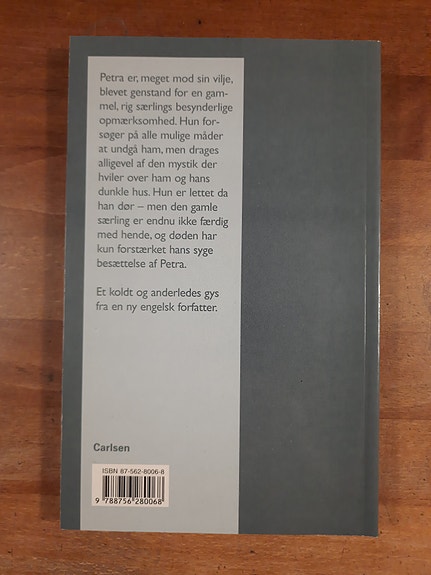 Petra er, meget mod sin vilje,
blevet genstand for en gam-
mel, rig særlings besynderlige
opmærksomhed. Hun for-
søger på alle mulige måder
at undgå ham, men drages
alligevel af den mystik der
hviler over ham og hans
dunkle hus. Hun er lettet da
han dør – men den gamle
særling er endnu ikke færdig
med hende, og døden har
kun forstærket hans syge
besættelse af Petra.
Et koldt og anderledes gys
fra en ny engelsk forfatter.
Carlsen
ISBN 87-562-8006-8
9 788756 280068